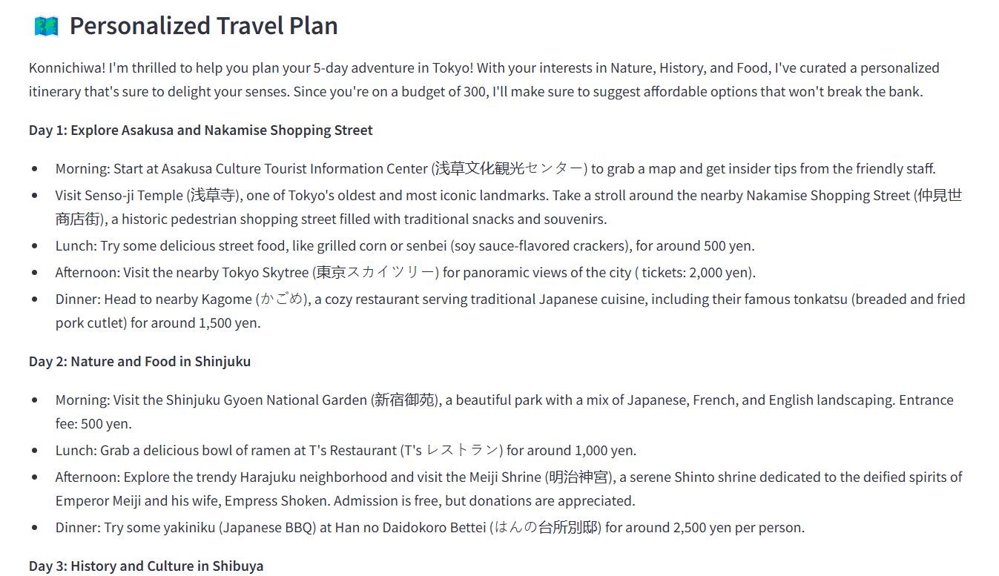 Personalized Travel Plan
Konnichiwa! I'm thrilled to help you plan your 5-day adventure in Tokyo! With your interests in Nature, History, and Food, I've curated a personalized
itinerary that's sure to delight your senses. Since you're on a budget of 300, I'll make sure to suggest affordable options that won't break the bank.
Day 1: Explore Asakusa and Nakamise Shopping Street
• Morning: Start at Asakusa Culture Tourist Information Center (浅草文化観光センター) to grab a map and get insider tips from the friendly staff.
• Visit Senso-ji Temple (浅草寺), one of Tokyo's oldest and most iconic landmarks. Take a stroll around the nearby Nakamise Shopping Street (仲見世
商店街), a historic pedestrian shopping street filled with traditional snacks and souvenirs.
• Lunch: Try some delicious street food, like grilled corn or senbei (soy sauce-flavored crackers), for around 500 yen.
• Afternoon: Visit the nearby Tokyo Skytree (東京スカイツリー) for panoramic views of the city ( tickets: 2,000 yen).
• Dinner: Head to nearby Kagome (かごめ), a cozy restaurant serving traditional Japanese cuisine, including their famous tonkatsu (breaded and fried
pork cutlet) for around 1,500 yen.
Day 2: Nature and Food in Shinjuku
• Morning: Visit the Shinjuku Gyoen National Garden (新宿御苑), a beautiful park with a mix of Japanese, French, and English landscaping. Entrance
fee: 500 yen.
• Lunch: Grab a delicious bowl of ramen at T's Restaurant (T's レストラン) for around 1,000 yen.
• Afternoon: Explore the trendy Harajuku neighborhood and visit the Meiji Shrine (明治神宮), a serene Shinto shrine dedicated to the deified spirits of
Emperor Meiji and his wife, Empress Shoken. Admission is free, but donations are appreciated.
• Dinner: Try some yakiniku (Japanese BBQ) at Han no Daidokoro Bettei (はんの台所別邸) for around 2,500 yen per person.
Day 3: History and Culture in Shibuya